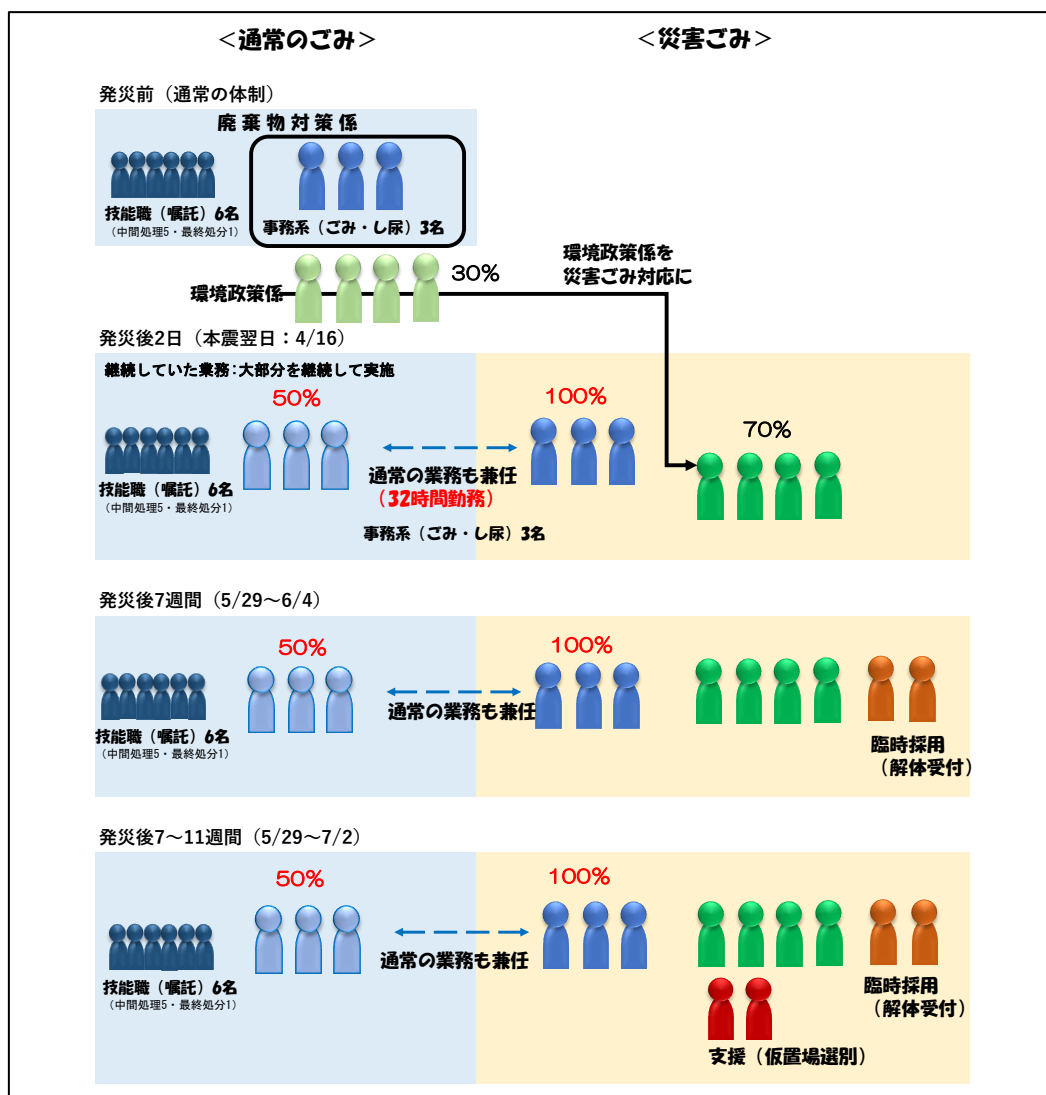 ＜通常のごみ＞
＜災害ごみ＞
発災前（通常の体制）
廃棄物対策係
技能職（嘱託）6名
（中間処理5・最終処分1）
事務系（ごみ・し尿）3名
環境政策係
30%
環境政策係を
災害ごみ対応に
発災後2日（本震翌日：4/16）
継続していた業務：大部分を継続して実施
50%
100%
70%
技能職（嘱託）6名
（中間処理5・最終処分1）
通常の業務も兼任
（32時間勤務）
事務系（ごみ・し尿）3名
発災後7週間（5/29～6/4）
50%
100%
技能職（嘱託）6名
（中間処理5・最終処分1）
通常の業務も兼任
臨時採用
（解体受付）
発災後7～11週間（5/29～7/2）
50%
100%
技能職（嘱託）6名
（中間処理5・最終処分1）
通常の業務も兼任
臨時採用
（解体受付）
支援（仮置場選別）